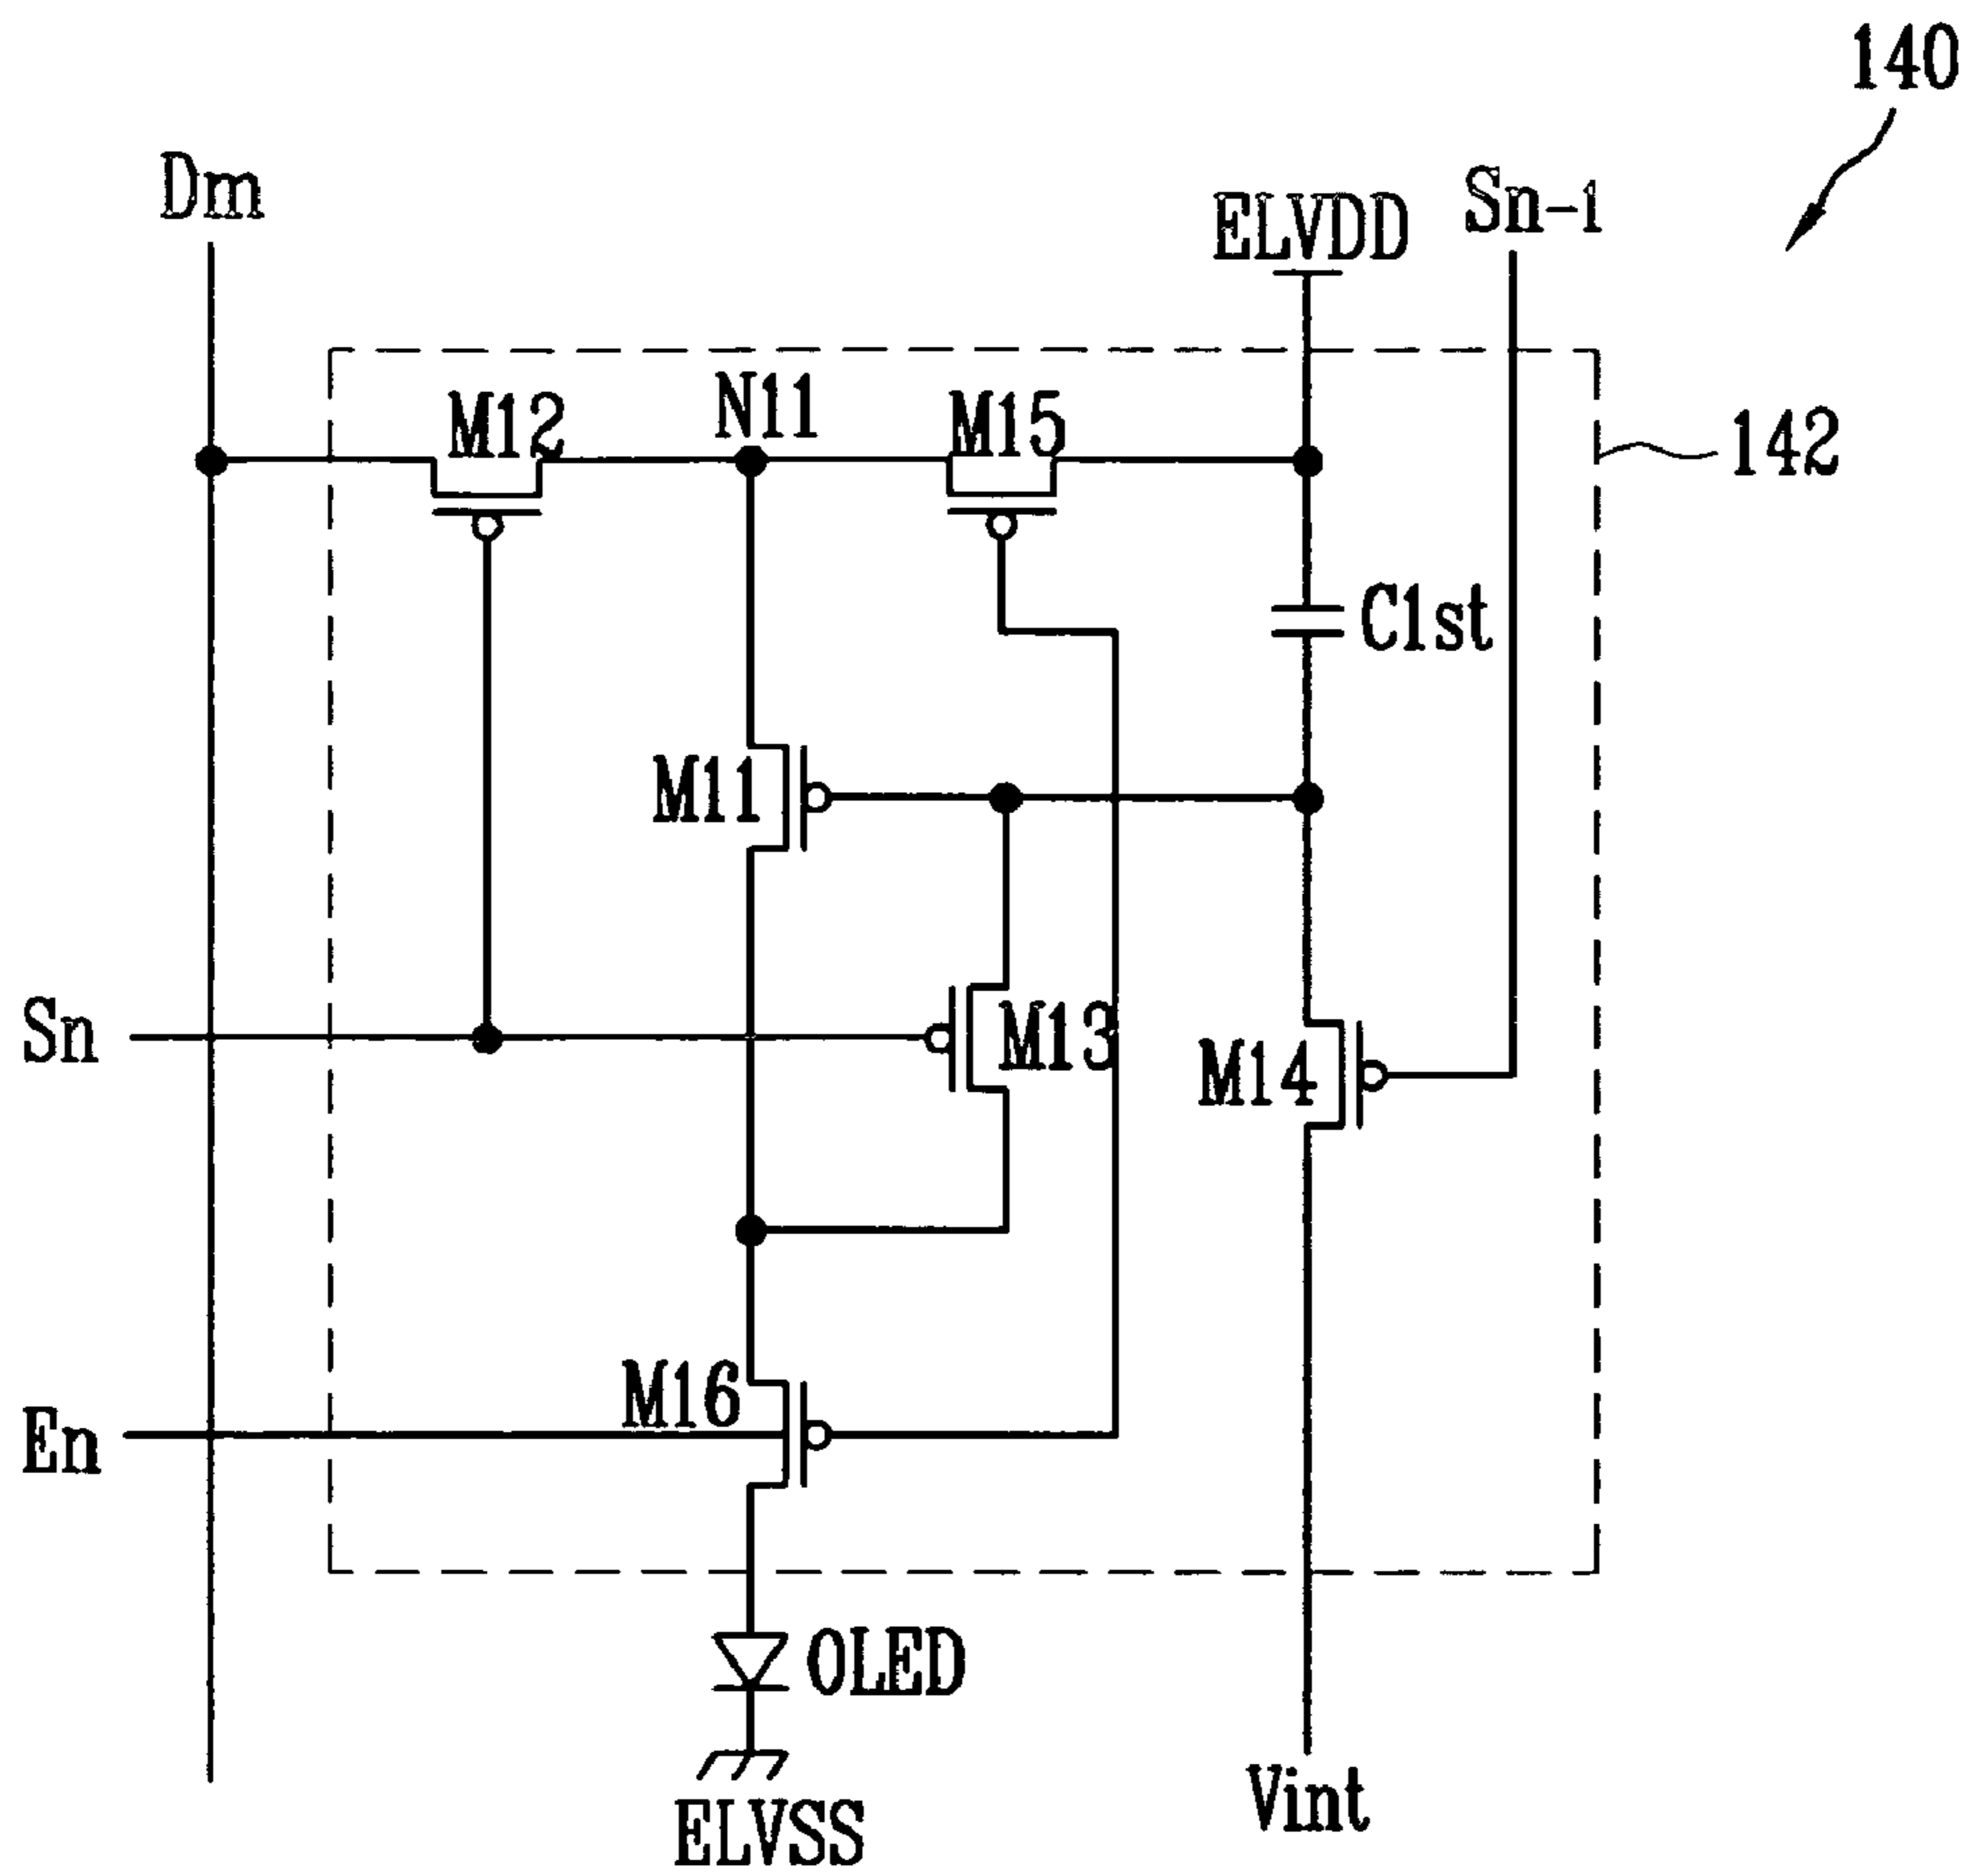 140
Dm
ELVDD
Sn-1
M12
N11
M15
142
C1st
M11
Sn
M13
M14
M16
En
OLED
Vint
ELVSS